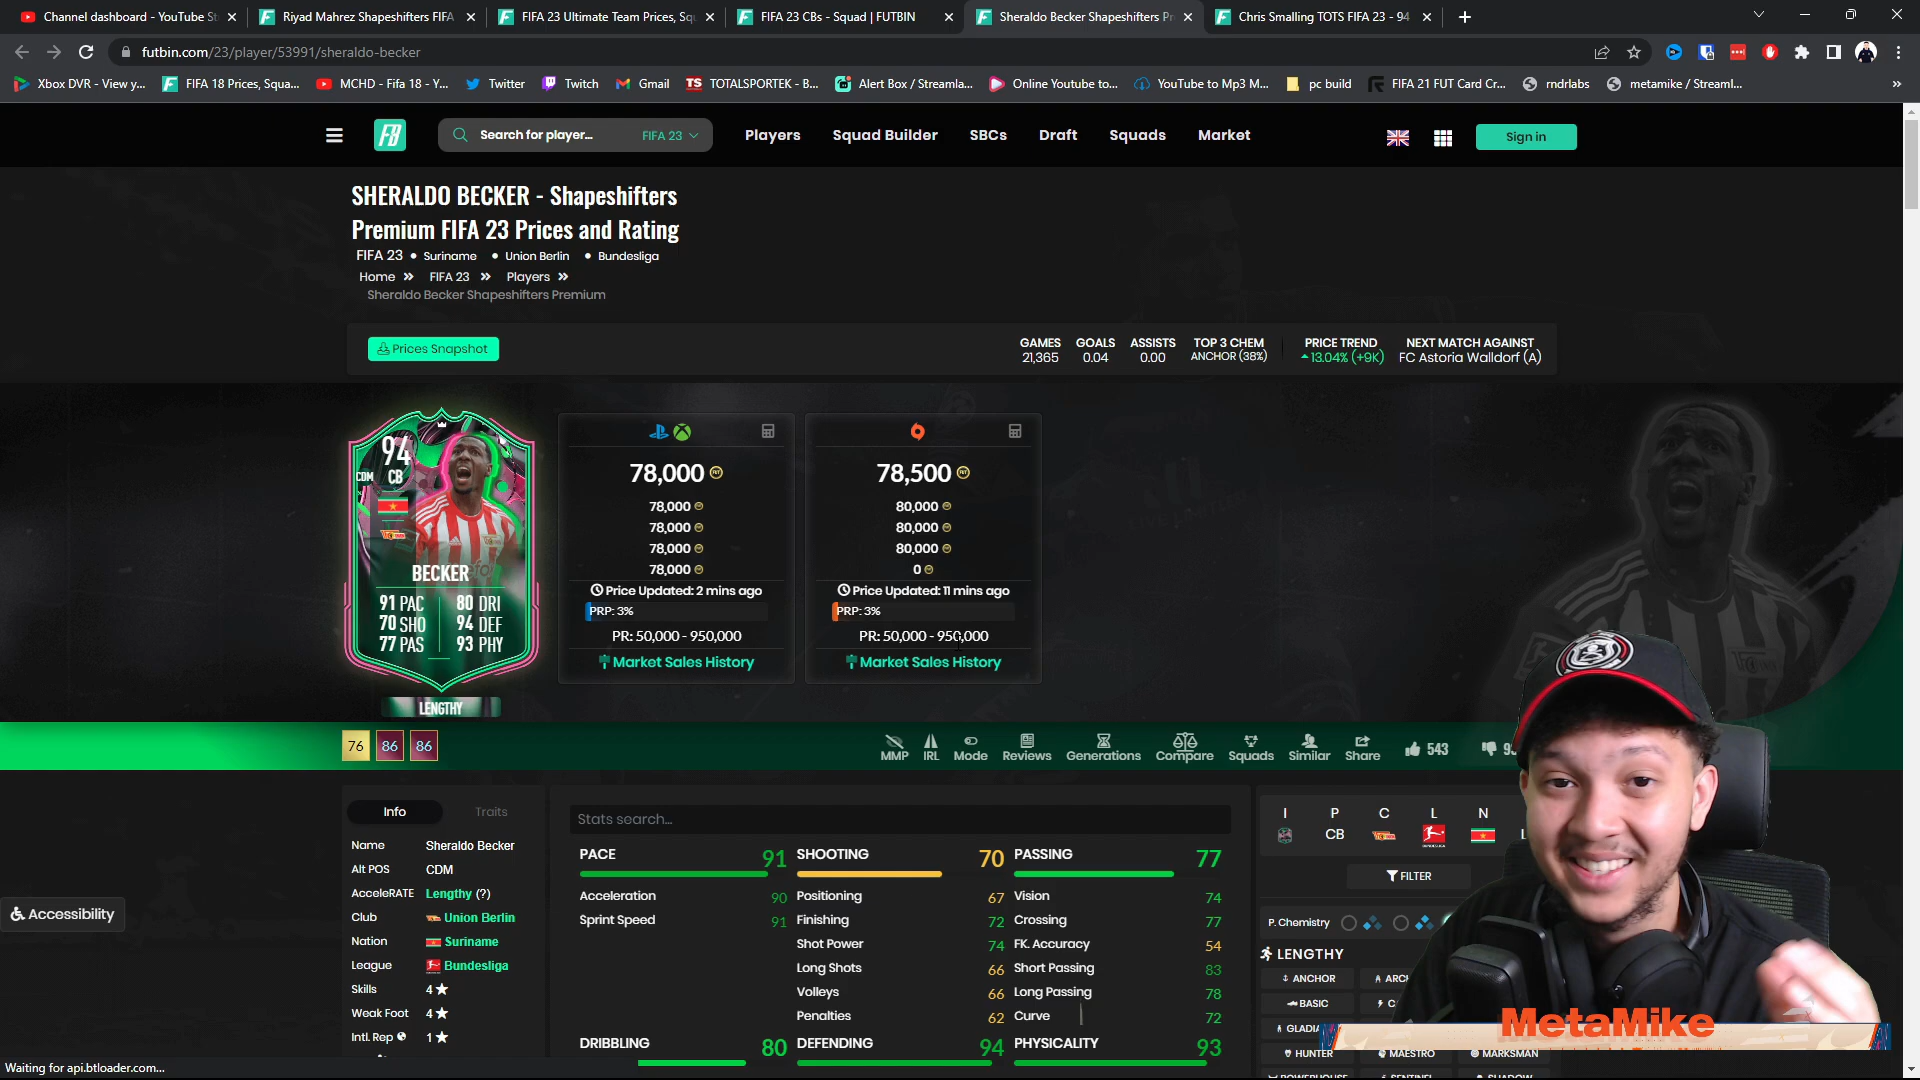 Channel dashboard - YouTube St
Riyad Mahrez Shapeshifters FIFA
FIFA 23 Ultimate Team Prices, Sq
FIFA 23 CBs - Squad | FUTBIN
Sheraldo Becker Shapeshifters Pr
Chris Smalling TOTS FIFA 23 - 94
futbin.com/23/player/53991/sheraldo-becker
Xbox DVR - View y...
FIFA 18 Prices, Squa...
MCHD - Fifa 18 - Y...
Twitter
Twitch
Gmail
TS TOTALSPORTEK - B...
Alert Box / Streamla...
Online Youtube to...
YouTube to Mp3 M...
pc build
FIFA 21 FUT Card Cr...
rndrlabs
metamike / Streaml...
FB
Search for player...
FIFA 23
Players
Squad Builder
SBCs
Draft
Squads
Market
Sign in
SHERALDO BECKER - Shapeshifters
Premium FIFA 23 Prices and Rating
FIFA 23 • Suriname • Union Berlin • Bundesliga
Home » FIFA 23 » Players »
Sheraldo Becker Shapeshifters Premium
Prices Snapshot
GAMES GOALS ASSISTS TOP 3 CHEM PRICE TREND NEXT MATCH AGAINST
21,365 0.04 0.00 ANCHOR (38%) 13.04% (+9K) FC Astoria Walldorf (A)
94
CB
CDM
BECKER
91 PAC 80 DRI
70 SHO 94 DEF
77 PAS 93 PHY
LENGTHY
78,000
78,000
78,000
78,000
78,000
Price Updated: 2 mins ago
PRP: 3%
PR: 50,000 - 950,000
Market Sales History
78,500
80,000
80,000
80,000
0
Price Updated: 11 mins ago
PRP: 3%
PR: 50,000 - 950,000
Market Sales History
76 86 86
MMP IRL Mode Reviews Generations Compare Squads Similar Share
543
Info Traits
Name Sheraldo Becker
Alt POS CDM
AcceleRATE Lengthy (?)
Club Union Berlin
Nation Suriname
League Bundesliga
Skills 4
Weak Foot 4
Intl. Rep 1
Stats search...
PACE 91
Acceleration 90
Sprint Speed 91
SHOOTING 70
Positioning 67
Finishing 72
Shot Power 74
Long Shots 66
Volleys 66
Penalties 62
PASSING 77
Vision 74
Crossing 77
FK. Accuracy 54
Short Passing 83
Long Passing 78
Curve 72
DRIBBLING 80
DEFENDING 94
PHYSICALITY 93
I P C L N
CB
FILTER
P. Chemistry
LENGTHY
ANCHOR
BASIC
HUNTER
MAESTRO
MARKSMAN
MetaMike
Accessibility
Waiting for api.btloader.com...